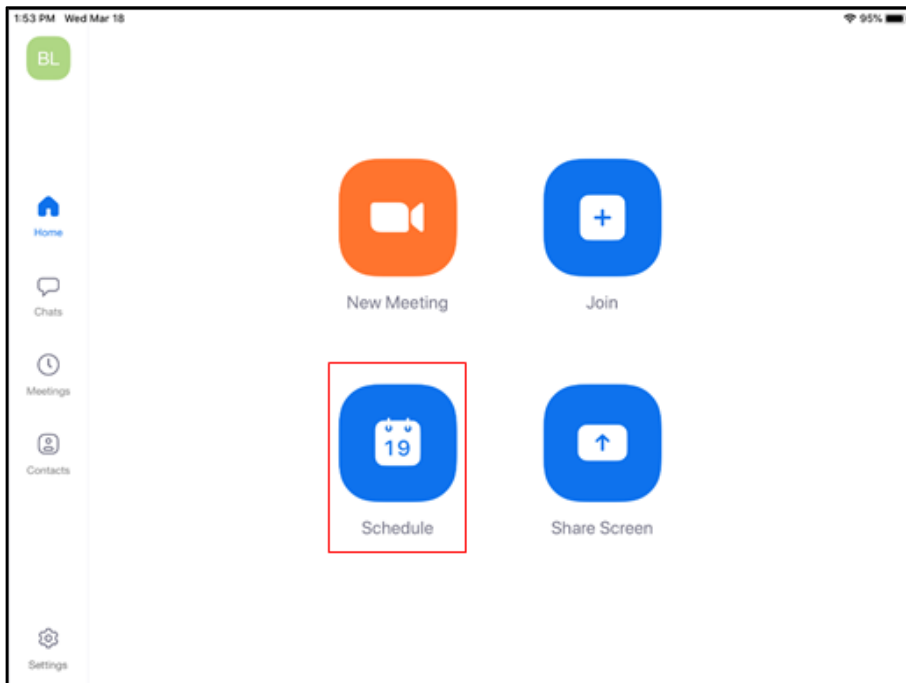 1:53 PM Wed Mar 18
95%
BL
Home
Chats
Meetings
Contacts
Settings
New Meeting
Join
19
Schedule
Share Screen